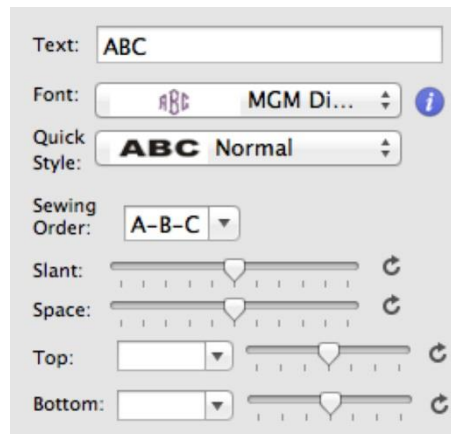 Text: ABC
Font: ABC MGM Di... i
Quick Style: ABC Normal
Sewing Order: A-B-C
Slant:
Space:
Top:
Bottom: